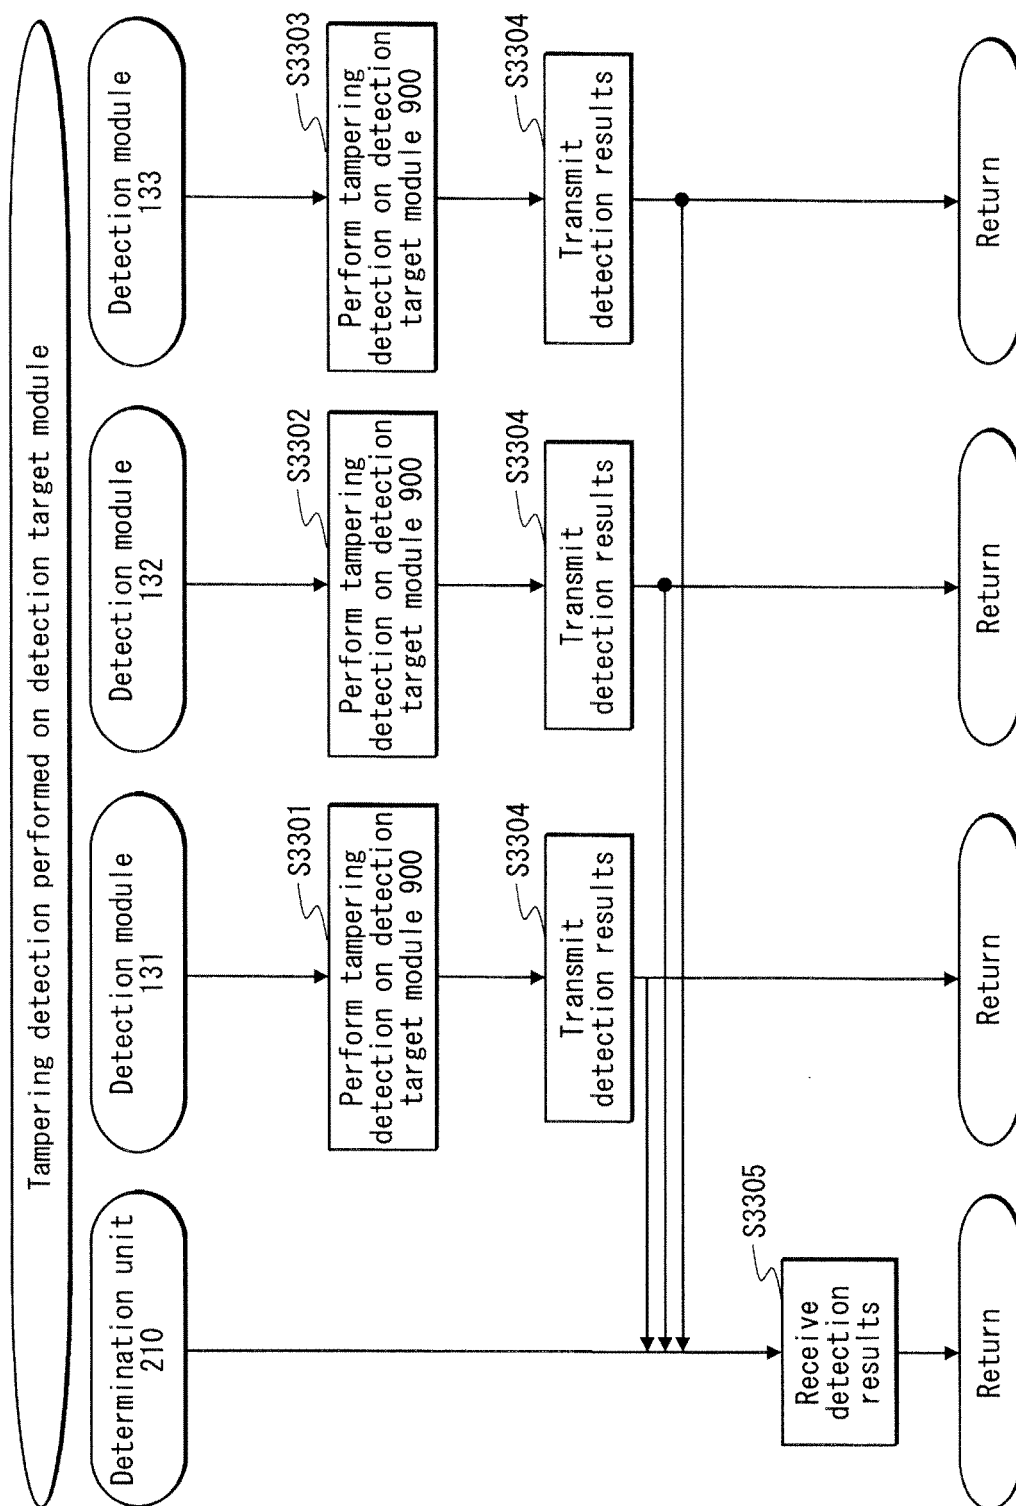 Tampering detection performed on detection target module
Determination unit
210
Detection module
131
Detection module
132
Detection module
133
S3301
Perform tampering
detection on detection
target module 900
S3302
Perform tampering
detection on detection
target module 900
S3303
Perform tampering
detection on detection
target module 900
S3304
Transmit
detection results
S3304
Transmit
detection results
S3304
Transmit
detection results
S3305
Receive
detection
results
Return
Return
Return
Return